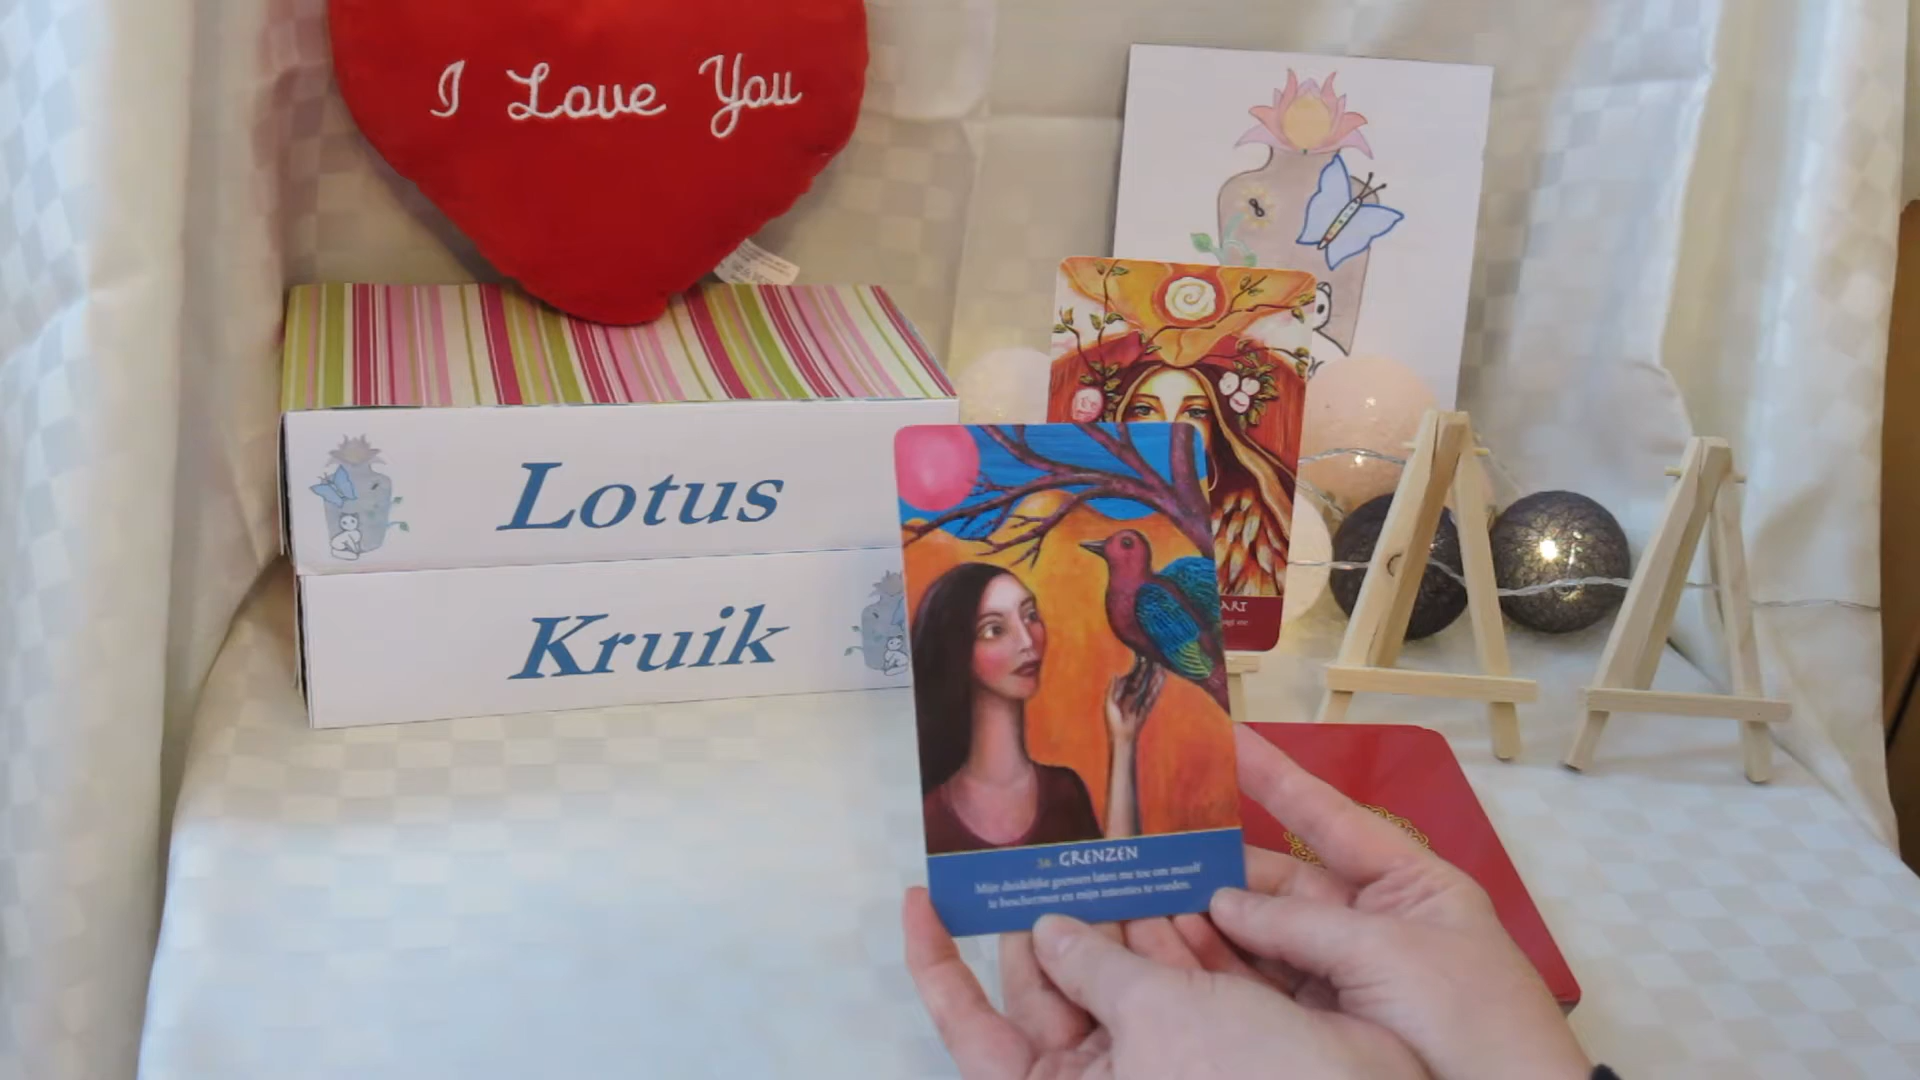 I Love You
Lotus
Kruik
ART
36. GRENZEN
Mijn duidelijke grenzen laten me toe om mezelf
te beschermen en mijn intenties te voeden.